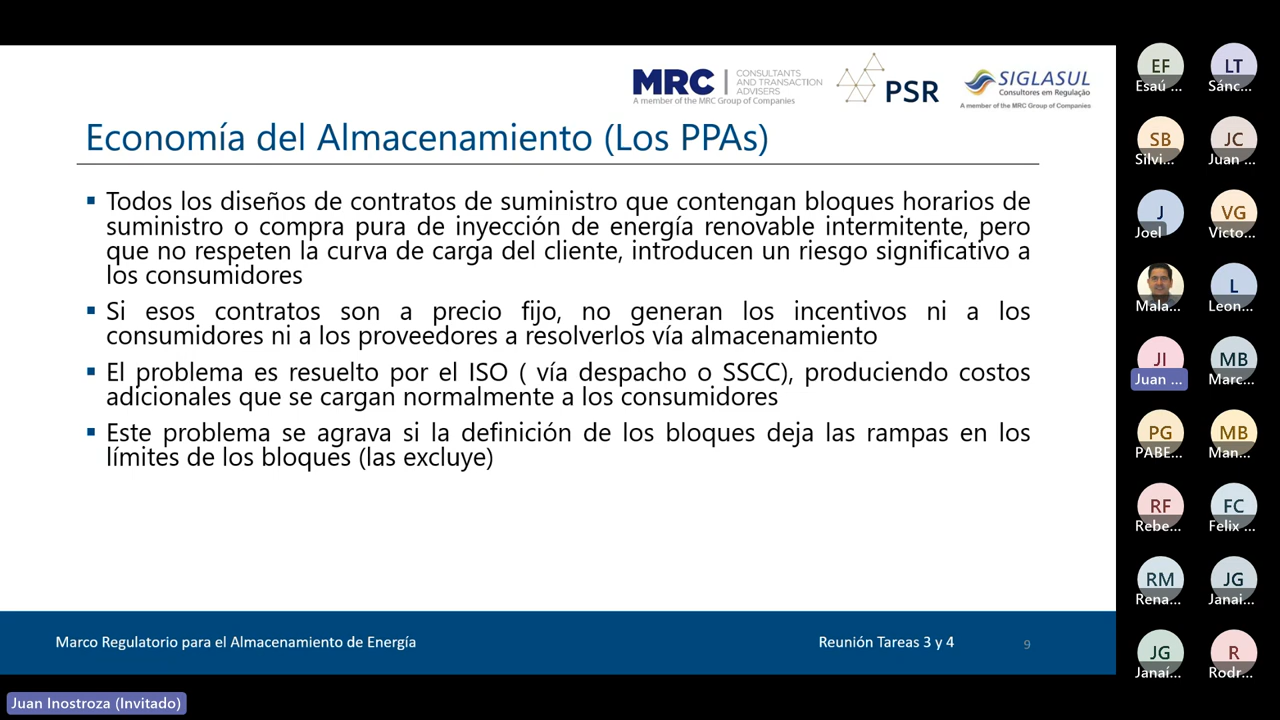 MRC
CONSULTANTS
AND TRANSACTION
ADVISERS
A member of the MRC Group of Companies
PSR
SIGLASUL
Consultores em Regulação
A member of the MRC Group of Companies
Economía del Almacenamiento (Los PPAs)
▪ Todos los diseños de contratos de suministro que contengan bloques horarios de
suministro o compra pura de inyección de energía renovable intermitente, pero
que no respeten la curva de carga del cliente, introducen un riesgo significativo a
los consumidores
▪ Si esos contratos son a precio fijo, no generan los incentivos ni a los
consumidores ni a los proveedores a resolverlos vía almacenamiento
▪ El problema es resuelto por el ISO ( vía despacho o SSCC), produciendo costos
adicionales que se cargan normalmente a los consumidores
▪ Este problema se agrava si la definición de los bloques deja las rampas en los
límites de los bloques (las excluye)
Marco Regulatorio para el Almacenamiento de Energía
Reunión Tareas 3 y 4
9
EF
Esaú ...
LT
Sánc...
SB
Silvi...
JC
Juan ...
J
Joel
VG
Victo...
Mala...
L
Leon...
JI
Juan ...
MB
Marc...
PG
PABE...
MB
Man...
RF
Rebe...
FC
Felix ...
RM
Rena...
JG
Janai...
JG
Janaí...
R
Rodr...
Juan Inostroza (Invitado)